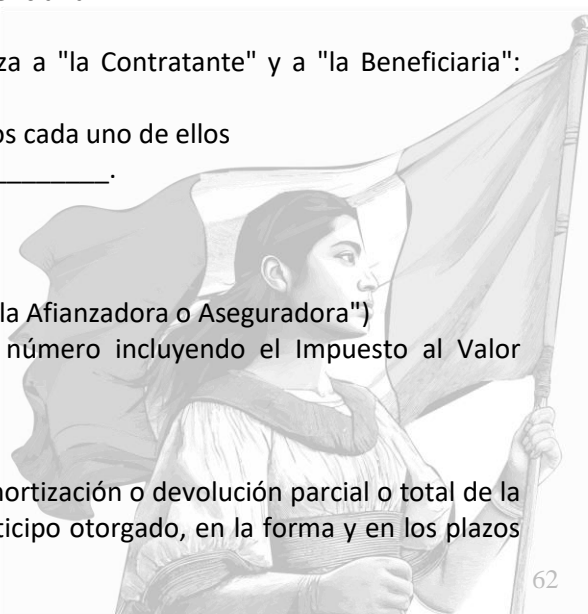 za a "la Contratante" y a "la Beneficiaria":
os cada uno de ellos
________.
la Afianzadora o Aseguradora")
número incluyendo el Impuesto al Valor
nortización o devolución parcial o total de la
ticipo otorgado, en la forma y en los plazos
62